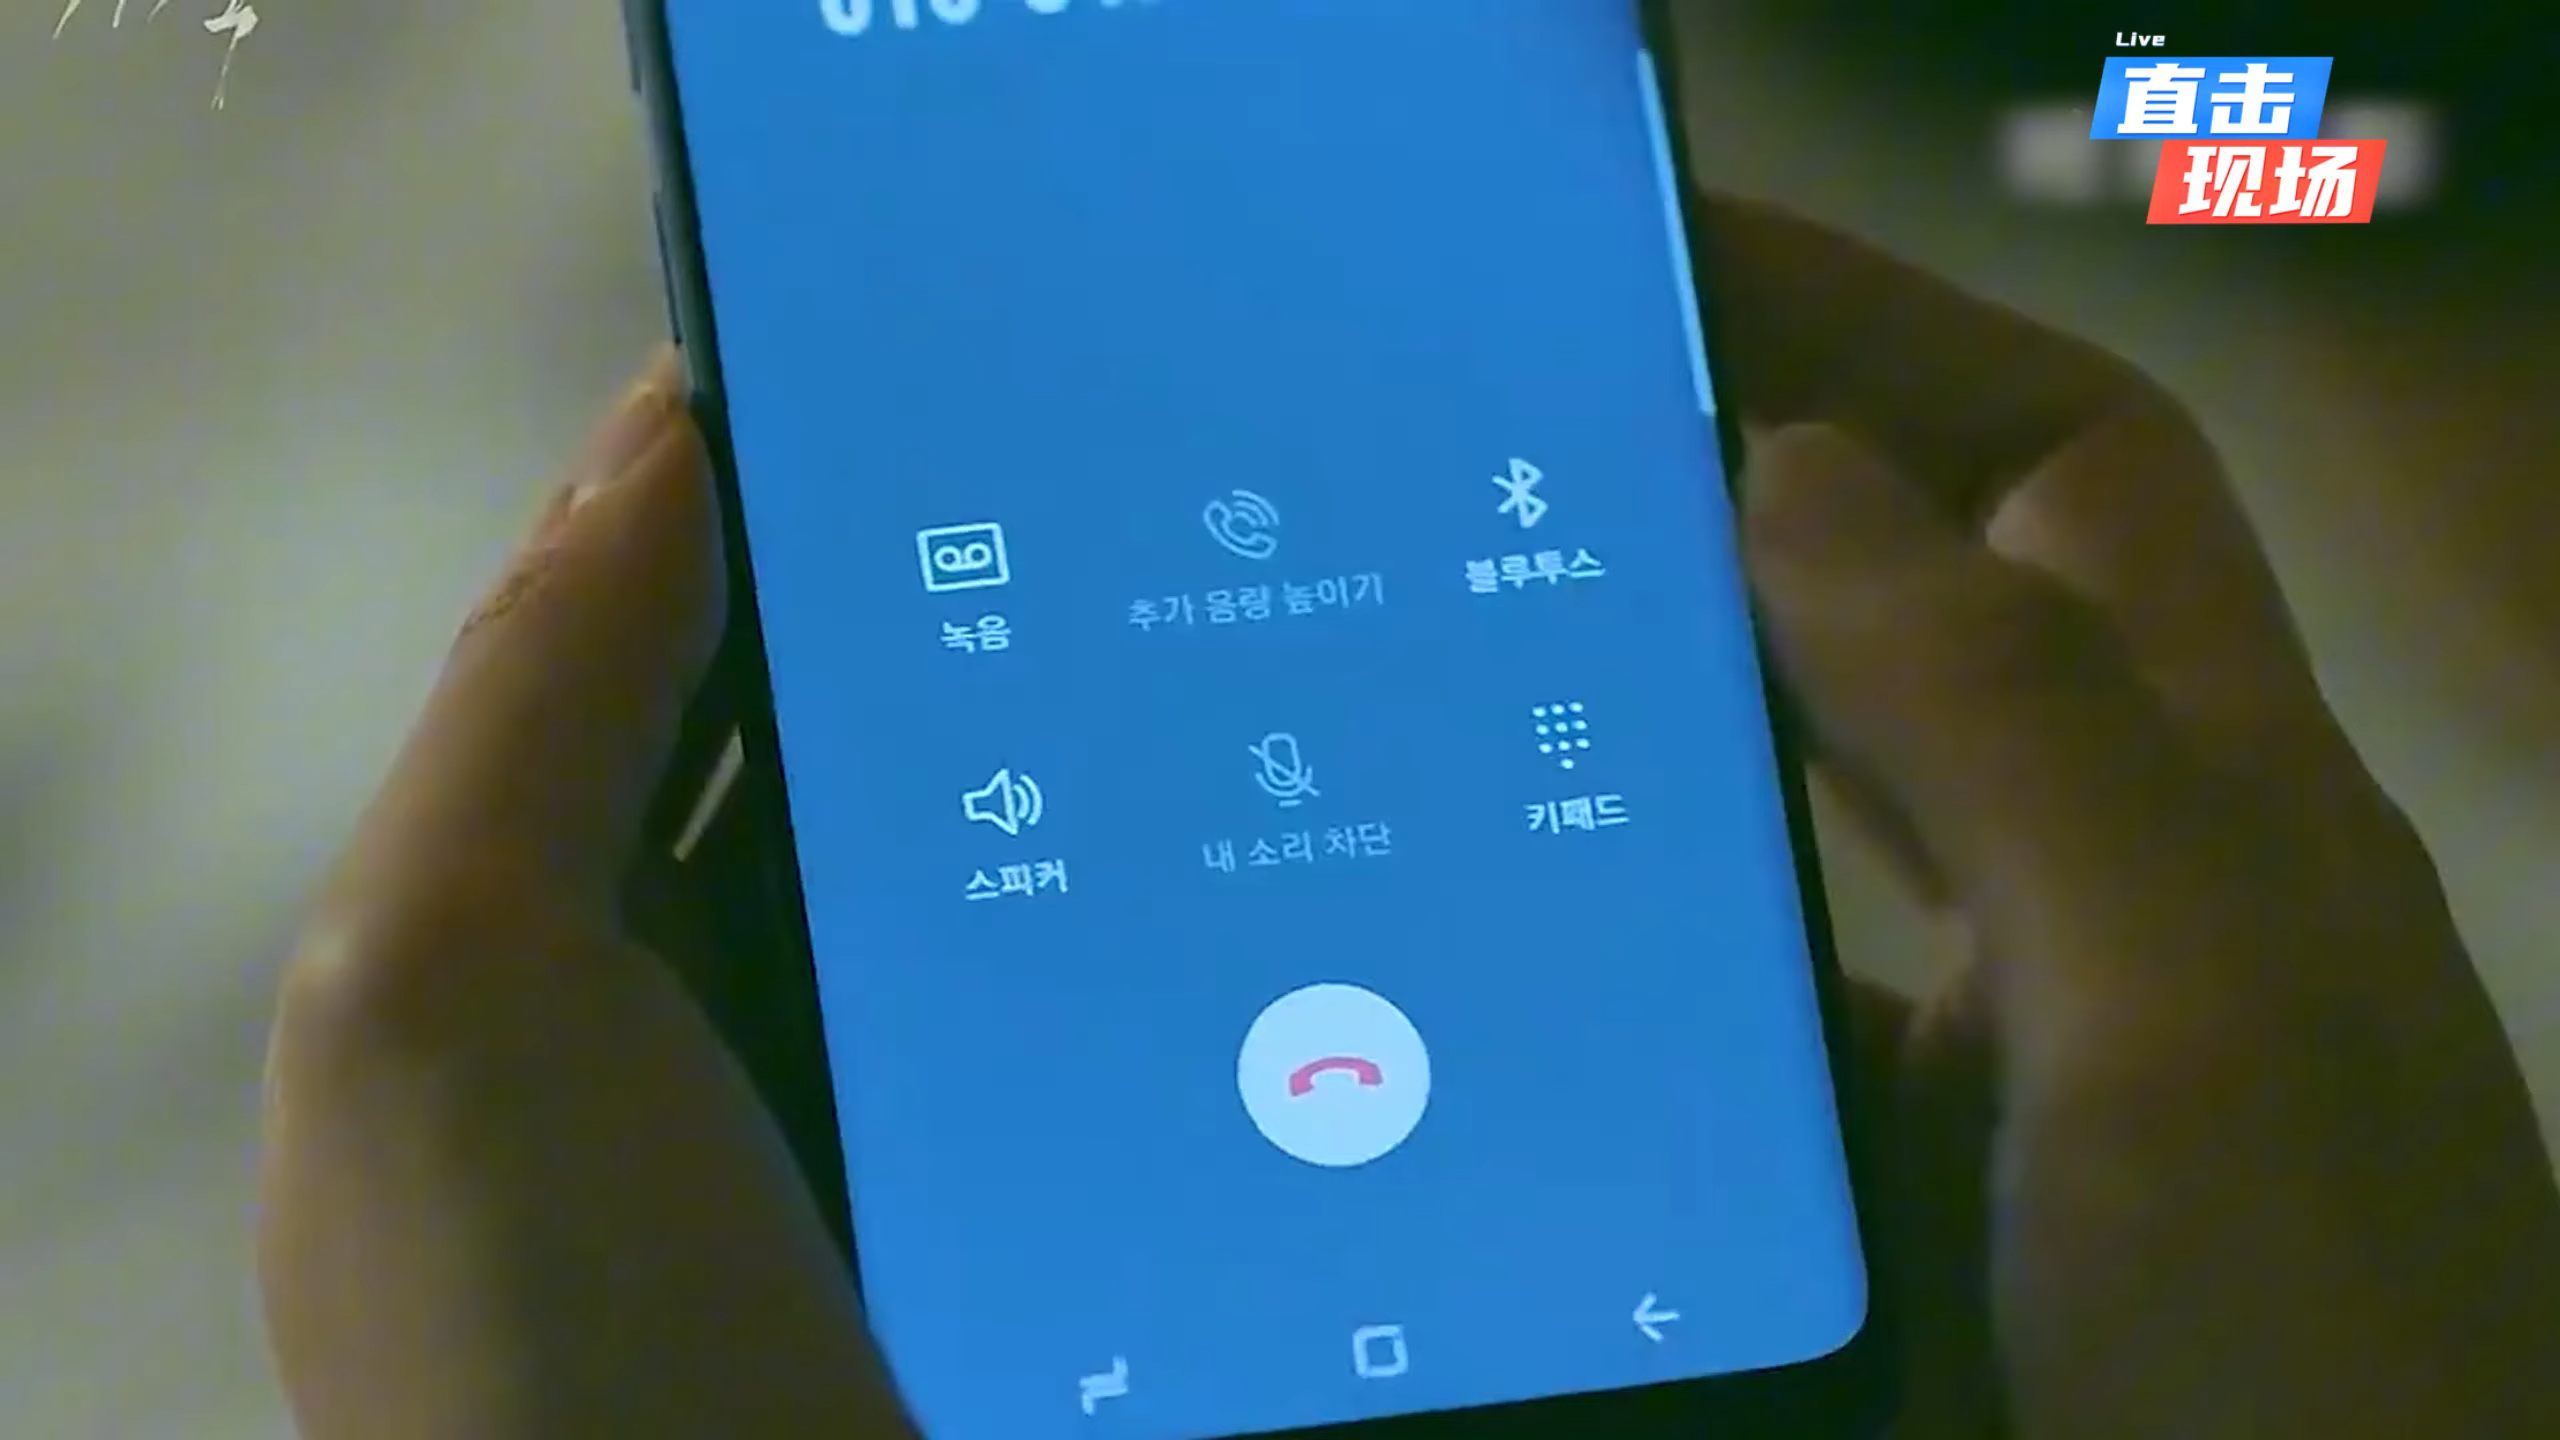 Live
直击
现场
녹음
추가 음량 높이기
블루투스
스피커
내 소리 차단
키패드